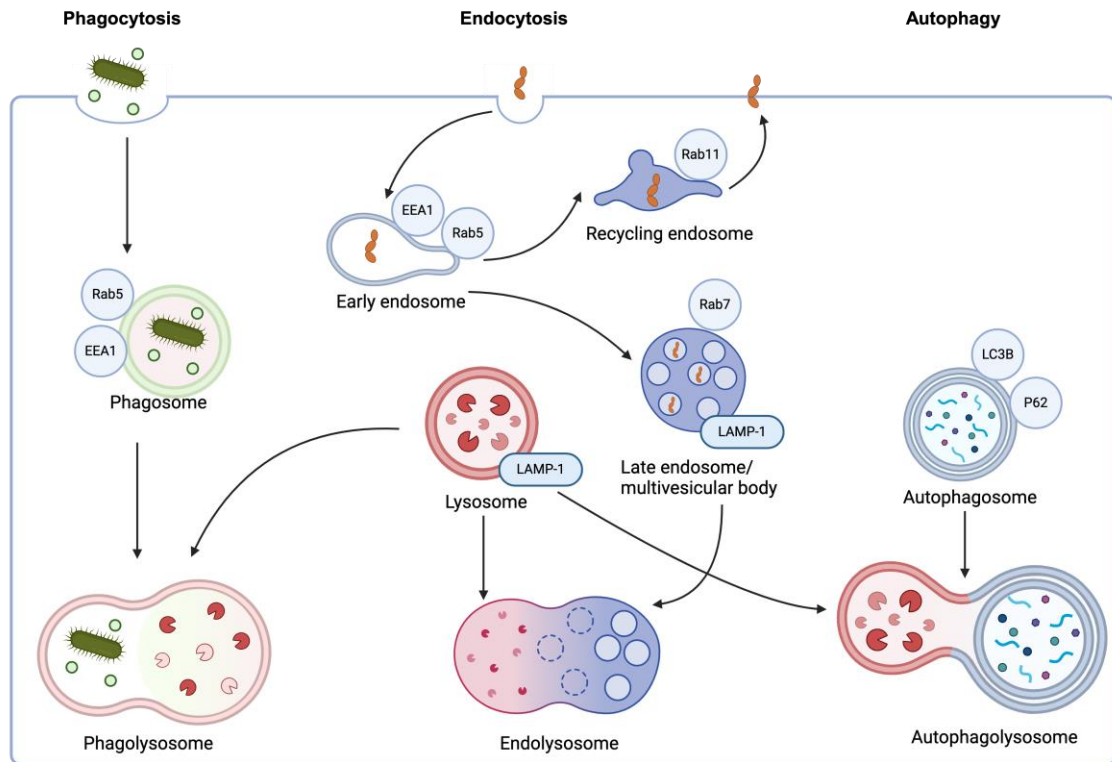 Phagocytosis
Endocytosis
Autophagy
Rab11
Recycling endosome
EEA1
Rab5
Early endosome
Rab5
EEA1
Phagosome
Rab7
LAMP-1
Late endosome/
multivesicular body
LAMP-1
Lysosome
LC3B
P62
Autophagosome
Phagolysosome
Endolysosome
Autophagolysosome